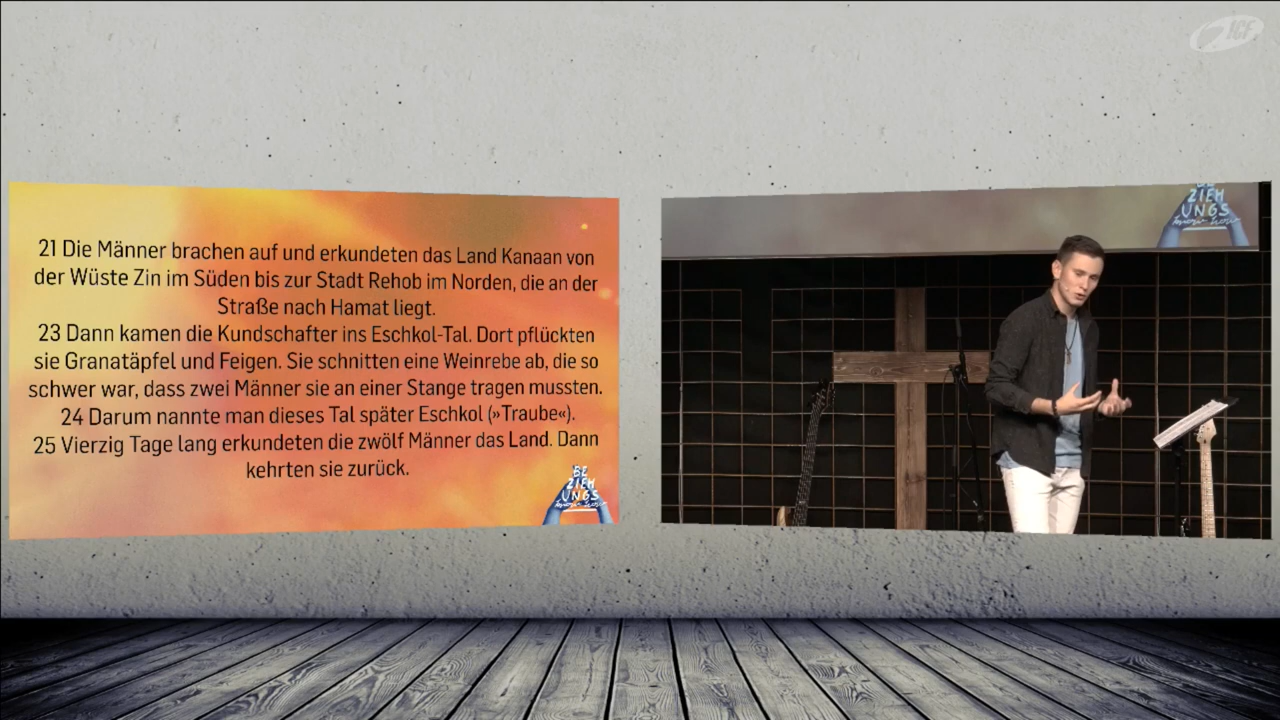 ICF
21 Die Männer brachen auf und erkundeten das Land Kanaan von
der Wüste Zin im Süden bis zur Stadt Rehob im Norden, die an der
Straße nach Hamat liegt.
23 Dann kamen die Kundschafter ins Eschkol-Tal. Dort pflückten
sie Granatäpfel und Feigen. Sie schnitten eine Weinrebe ab, die so
schwer war, dass zwei Männer sie an einer Stange tragen mussten.
24 Darum nannte man dieses Tal später Eschkol (»Traube«).
25 Vierzig Tage lang erkundeten die zwölf Männer das Land. Dann
kehrten sie zurück.
BE
ZIEH
UNGS
BE
ZIEH
UNGS